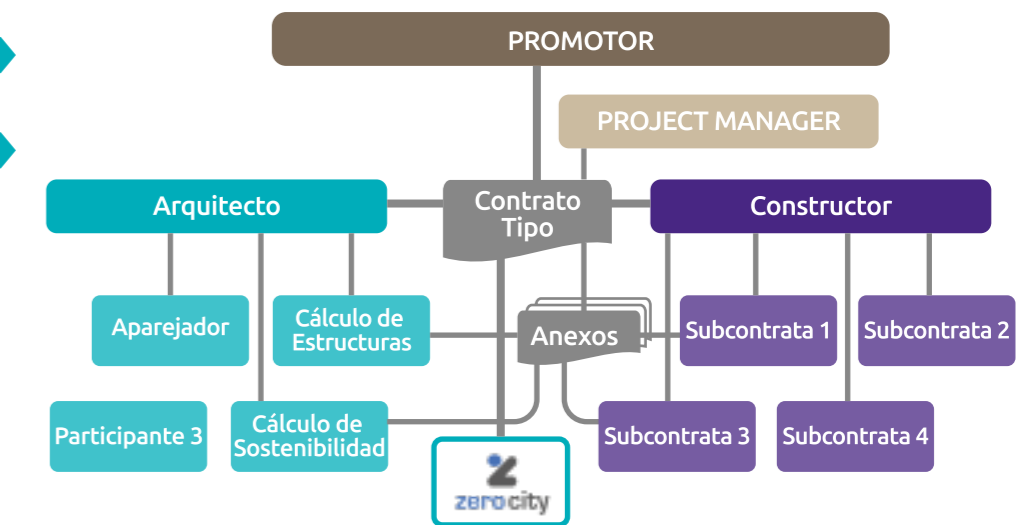 PROMOTOR
PROJECT MANAGER
Arquitecto
Contrato
Tipo
Constructor
Aparejador
Cálculo de
Estructuras
Anexos
Subcontrata 1
Subcontrata 2
Participante 3
Cálculo de
Sostenibilidad
Subcontrata 3
Subcontrata 4
zerocity